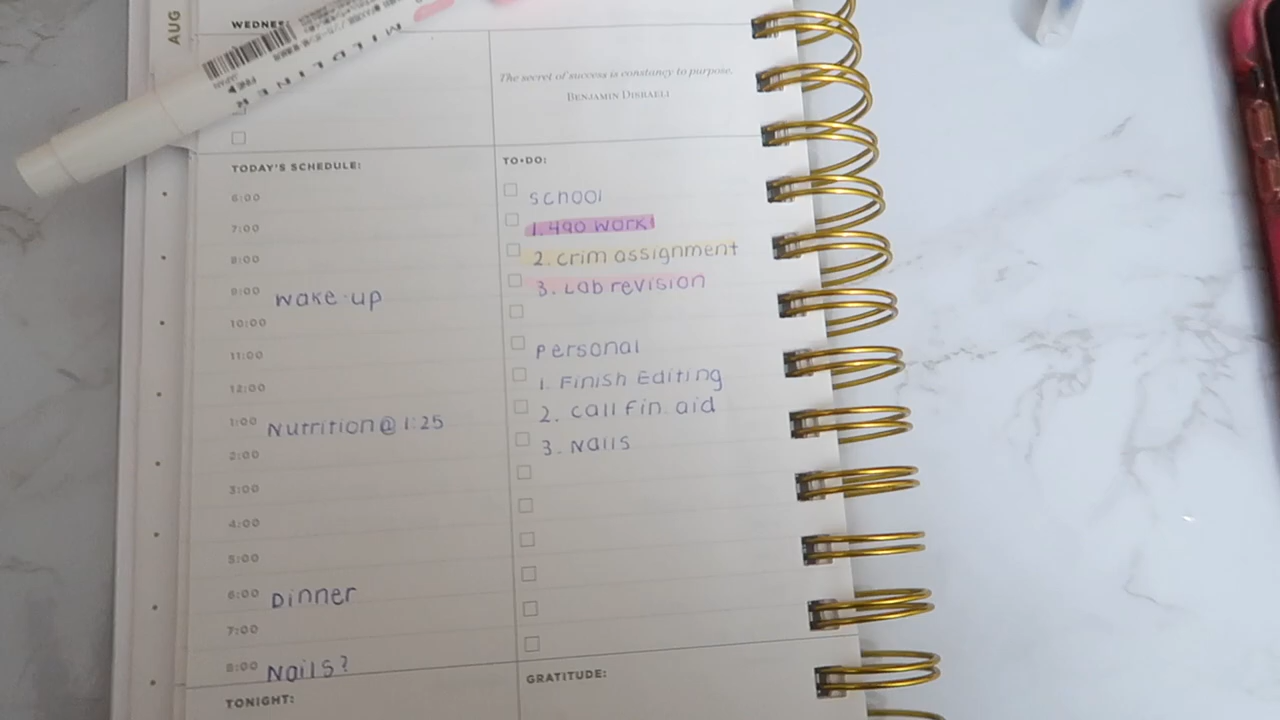 AUG
WEDNES
MILDLINER
FINE
JAPAN
The secret of success is constancy to purpose.
BENJAMIN DISRAELI
TODAY'S SCHEDULE:
6:00
7:00
8:00
9:00 wake-up
10:00
11:00
12:00
1:00 Nutrition @ 1:25
2:00
3:00
4:00
5:00
6:00 Dinner
7:00
8:00 Nails?
TONIGHT:
TO•DO:
school
1. 490 work
2. crim assignment
3. Lab revision
personal
1. Finish Editing
2. call fin. aid
3. Nails
GRATITUDE: